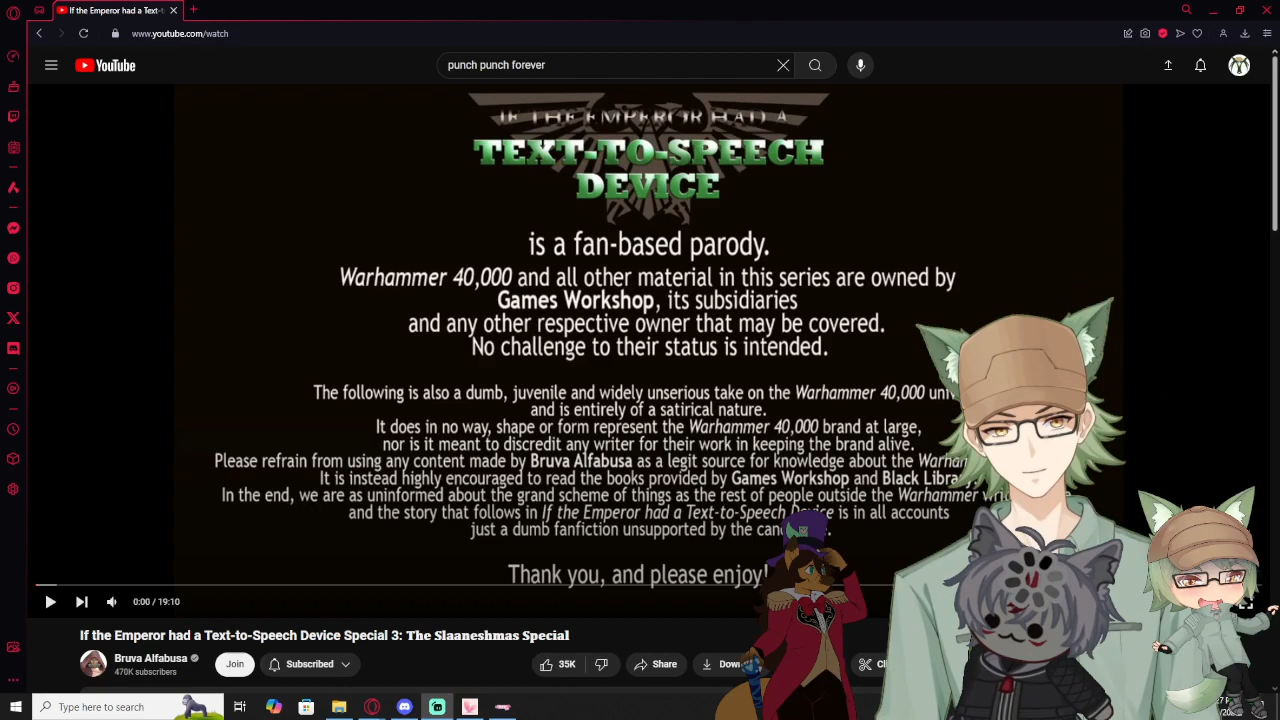 If the Emperor had a Text-t
www.youtube.com/watch
YouTube
punch punch forever
IF THE EMPEROR HAD A
TEXT-TO-SPEECH
DEVICE
is a fan-based parody.
Warhammer 40,000 and all other material in this series are owned by
Games Workshop, its subsidiaries
and any other respective owner that may be covered.
No challenge to their status is intended.
The following is also a dumb, juvenile and widely unserious take on the Warhammer 40,000
and is entirely of a satirical nature.
It does in no way, shape or form represent the Warhammer 40,000 brand at large,
nor is it meant to discredit any writer for their work in keeping the brand alive.
Please refrain from using any content made by Bruva Alfabusa as a legit source for knowledge about the
It is instead highly encouraged to read the books provided by Games Workshop and Black Library.
In the end, we are as uninformed about the grand scheme of things as the rest of people outside the Warhammer
and the story that follows in If the Emperor had a Text-to-Speech Device is in all accounts
just a dumb fanfiction unsupported by the
Thank you, and please enjoy!
0:00 / 19:10
If the Emperor had a Text-to-Speech Device Special 3: The Slaaneshmas Special
Bruva Alfabusa
470K subscribers
Join
Subscribed
35K
Share
Down
Cli
Type here to search